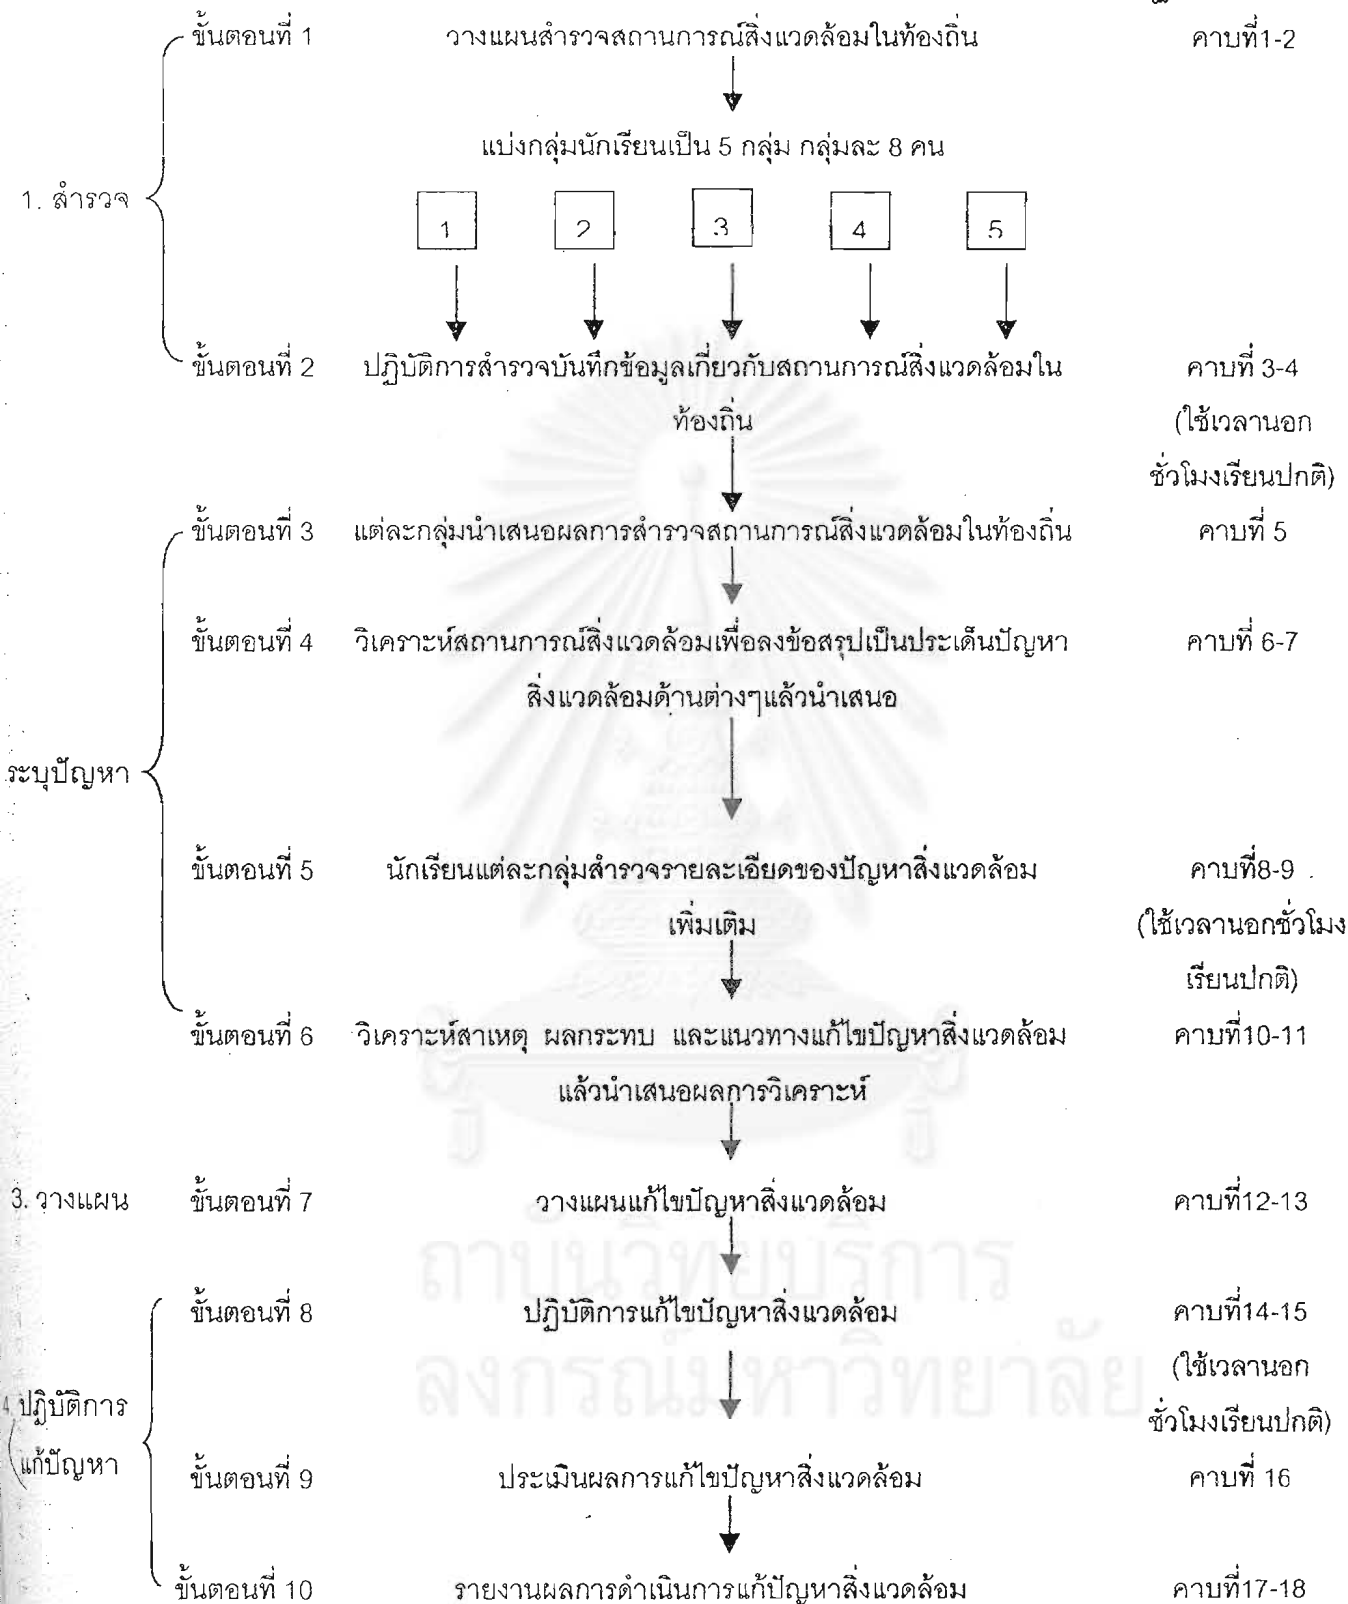 ขั้นตอนที่ 1 วางแผนสำรวจสถานการณ์สิ่งแวดล้อมในท้องถิ่น คาบที่1-2
แบ่งกลุ่มนักเรียนเป็น 5 กลุ่ม กลุ่มละ 8 คน
1. สำรวจ
1 2 3 4 5
ขั้นตอนที่ 2 ปฏิบัติการสำรวจบันทึกข้อมูลเกี่ยวกับสถานการณ์สิ่งแวดล้อมใน คาบที่ 3-4
ท้องถิ่น (ใช้เวลานอก
ชั่วโมงเรียนปกติ)
ขั้นตอนที่ 3 แต่ละกลุ่มนำเสนอผลการสำรวจสถานการณ์สิ่งแวดล้อมในท้องถิ่น คาบที่ 5
ขั้นตอนที่ 4 วิเคราะห์สถานการณ์สิ่งแวดล้อมเพื่อลงข้อสรุปเป็นประเด็นปัญหา คาบที่ 6-7
สิ่งแวดล้อมด้านต่างๆแล้วนำเสนอ
ระบุปัญหา
ขั้นตอนที่ 5 นักเรียนแต่ละกลุ่มสำรวจรายละเอียดของปัญหาสิ่งแวดล้อม คาบที่8-9
เพิ่มเติม (ใช้เวลานอกชั่วโมง
เรียนปกติ)
ขั้นตอนที่ 6 วิเคราะห์สาเหตุ ผลกระทบ และแนวทางแก้ไขปัญหาสิ่งแวดล้อม คาบที่10-11
แล้วนำเสนอผลการวิเคราะห์
3. วางแผน ขั้นตอนที่ 7 วางแผนแก้ไขปัญหาสิ่งแวดล้อม คาบที่12-13
ถาบันวิทยบริการ
ขั้นตอนที่ 8 ปฏิบัติการแก้ไขปัญหาสิ่งแวดล้อม คาบที่14-15
(ใช้เวลานอก
ลงกรณ์มหาวิทยาลัย
4. ปฏิบัติการ ชั่วโมงเรียนปกติ)
แก้ปัญหา ขั้นตอนที่ 9 ประเมินผลการแก้ไขปัญหาสิ่งแวดล้อม คาบที่ 16
ขั้นตอนที่ 10 รายงานผลการดำเนินการแก้ปัญหาสิ่งแวดล้อม คาบที่17-18